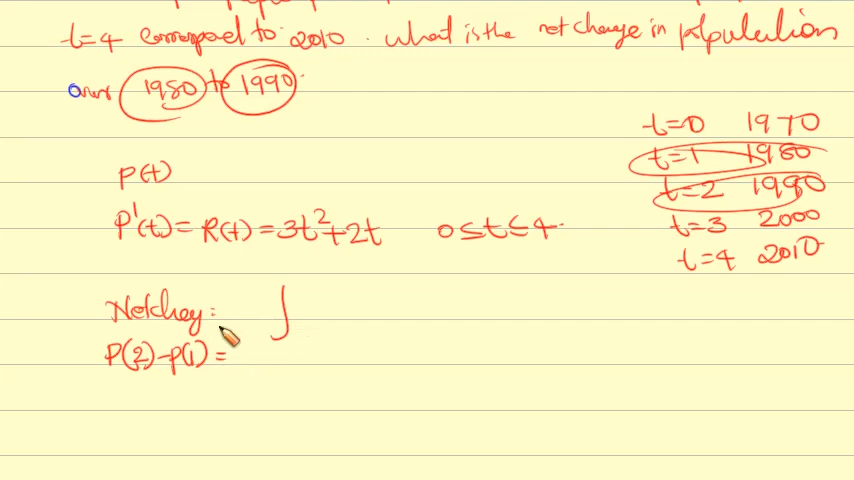 t=4 correspond to 2010. What is the net change in population
over 1980 to 1990.
t=0 1970
t=1 1980
t=2 1990
t=3 2000
t=4 2010
P(t)
P'(t) = R(t) = 3t²+2t 0≤t≤4.
Netchng =
P(2)-P(1) = ∫